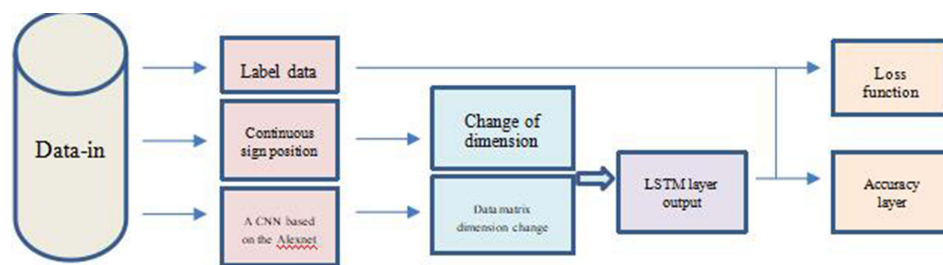 Data-in
Label data
Continuous
sign position
A CNN based
on the Alexnet
Change of
dimension
Data matrix
dimension change
LSTM layer
output
Loss
function
Accuracy
layer